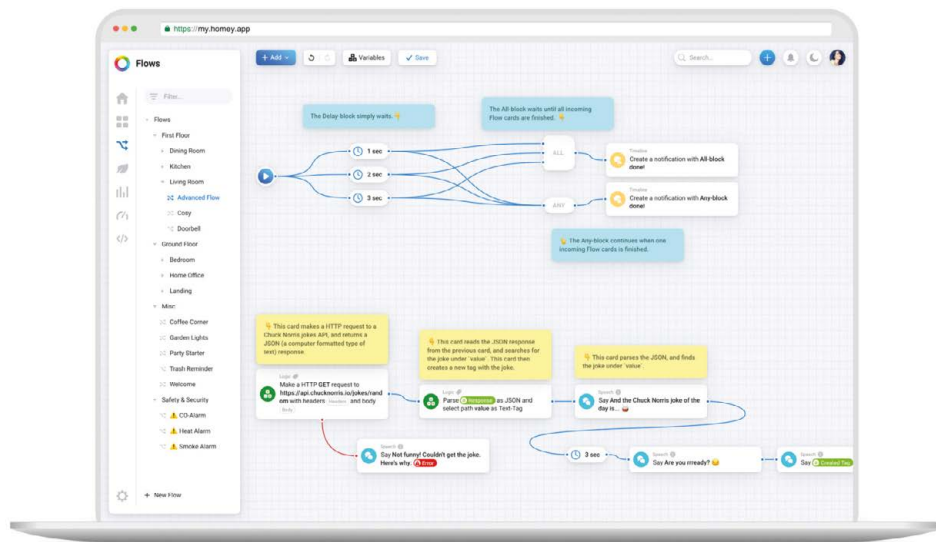 https://my.homey.app
Flows
+ Add
Variables
Save
Search...
Filter...
Flows
First Floor
Dining Room
Kitchen
Living Room
Advanced Flow
Cosy
Doorbell
Ground Floor
Bedroom
Home Office
Landing
Misc
Coffee Corner
Garden Lights
Party Starter
Trash Reminder
Welcome
Safety & Security
CO-Alarm
Heat Alarm
Smoke Alarm
+ New Flow
The Delay block simply waits. 👇
The All block waits until all incoming
Flow cards are finished. 👇
1 sec
2 sec
3 sec
ALL
ANY
Timeline
Create a notification with All-block
done!
Timeline
Create a notification with Any-block
done!
👆 The Any-block continues when one
incoming Flow cards is finished.
👇 This card makes a HTTP request to a
Chuck Norris jokes API, and returns a
JSON (a computer formatted type of
text) response.
👇 This card reads the JSON response
from the previous card, and searches for
the joke under `value`. This card then
creates a new tag with the joke.
👇 This card parses the JSON, and finds
the joke under `value`.
Logic
Make a HTTP GET request to
https://api.chucknorris.io/jokes/rand
om with headers Headers and body
Body
Logic
Parse Response as JSON and
select path value as Text-Tag
Speech
Say And the Chuck Norris joke of the
day is... 🥁
Speech
Say Not funny! Couldn't get the joke.
Here's why. Error
3 sec
Speech
Say Are you rrready? 😏
Speech
Say Created Tag